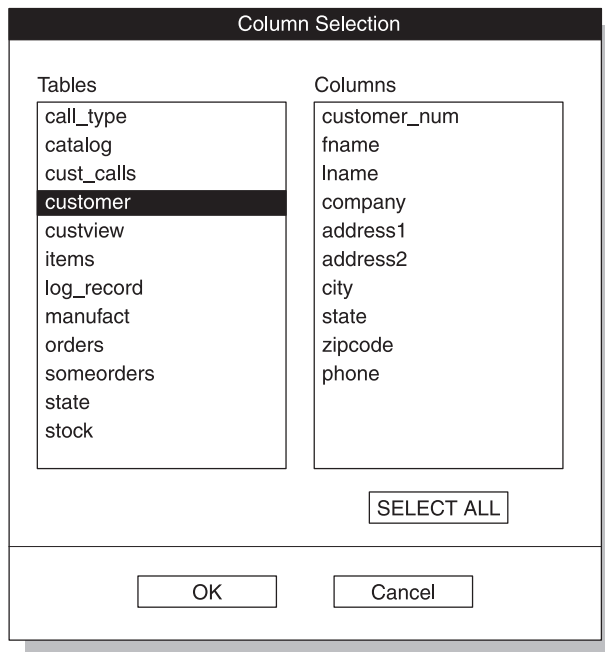 Column Selection
Tables
call_type
catalog
cust_calls
customer
custview
items
log_record
manufact
orders
someorders
state
stock
Columns
customer_num
fname
lname
company
address1
address2
city
state
zipcode
phone
SELECT ALL
OK
Cancel